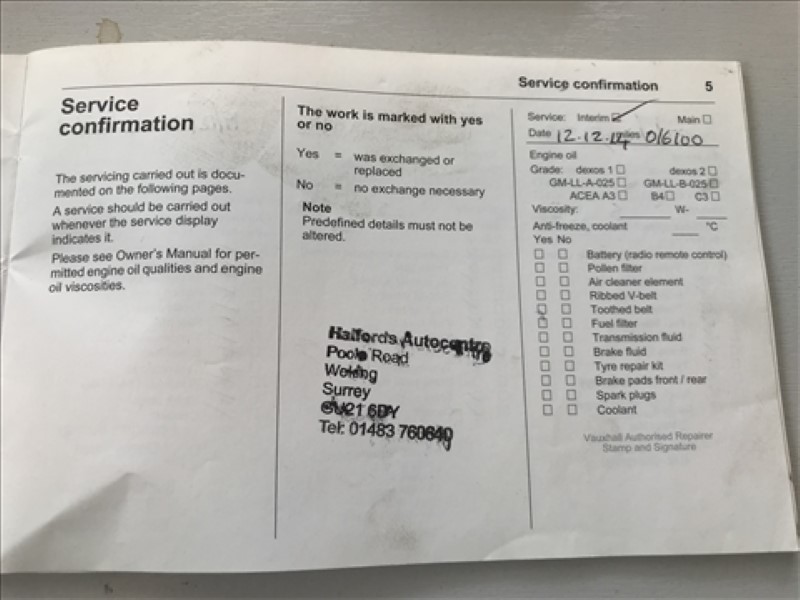 Service confirmation 5
Service
confirmation
The servicing carried out is docu-
mented on the following pages.
A service should be carried out
whenever the service display
indicates it.
Please see Owner's Manual for per-
mitted engine oil qualities and engine
oil viscosities.
The work is marked with yes
or no
Yes = was exchanged or
replaced
No = no exchange necessary
Note
Predefined details must not be
altered.
Halfords Autocentre
Poole Road
Woking
Surrey
GU21 6DY
Tel: 01483 760640
Service: Interim Main
Date 12.12.14 016100
Engine oil
Grade: dexos 1 dexos 2
GM-LL-A-025 GM-LL-B-025
ACEA A3 B4 C3
Viscosity: W-
Anti-freeze, coolant °C
Yes No
Battery (radio remote control)
Pollen filter
Air cleaner element
Ribbed V-belt
Toothed belt
Fuel filter
Transmission fluid
Brake fluid
Tyre repair kit
Brake pads front / rear
Spark plugs
Coolant
Vauxhall Authorised Repairer
Stamp and Signature